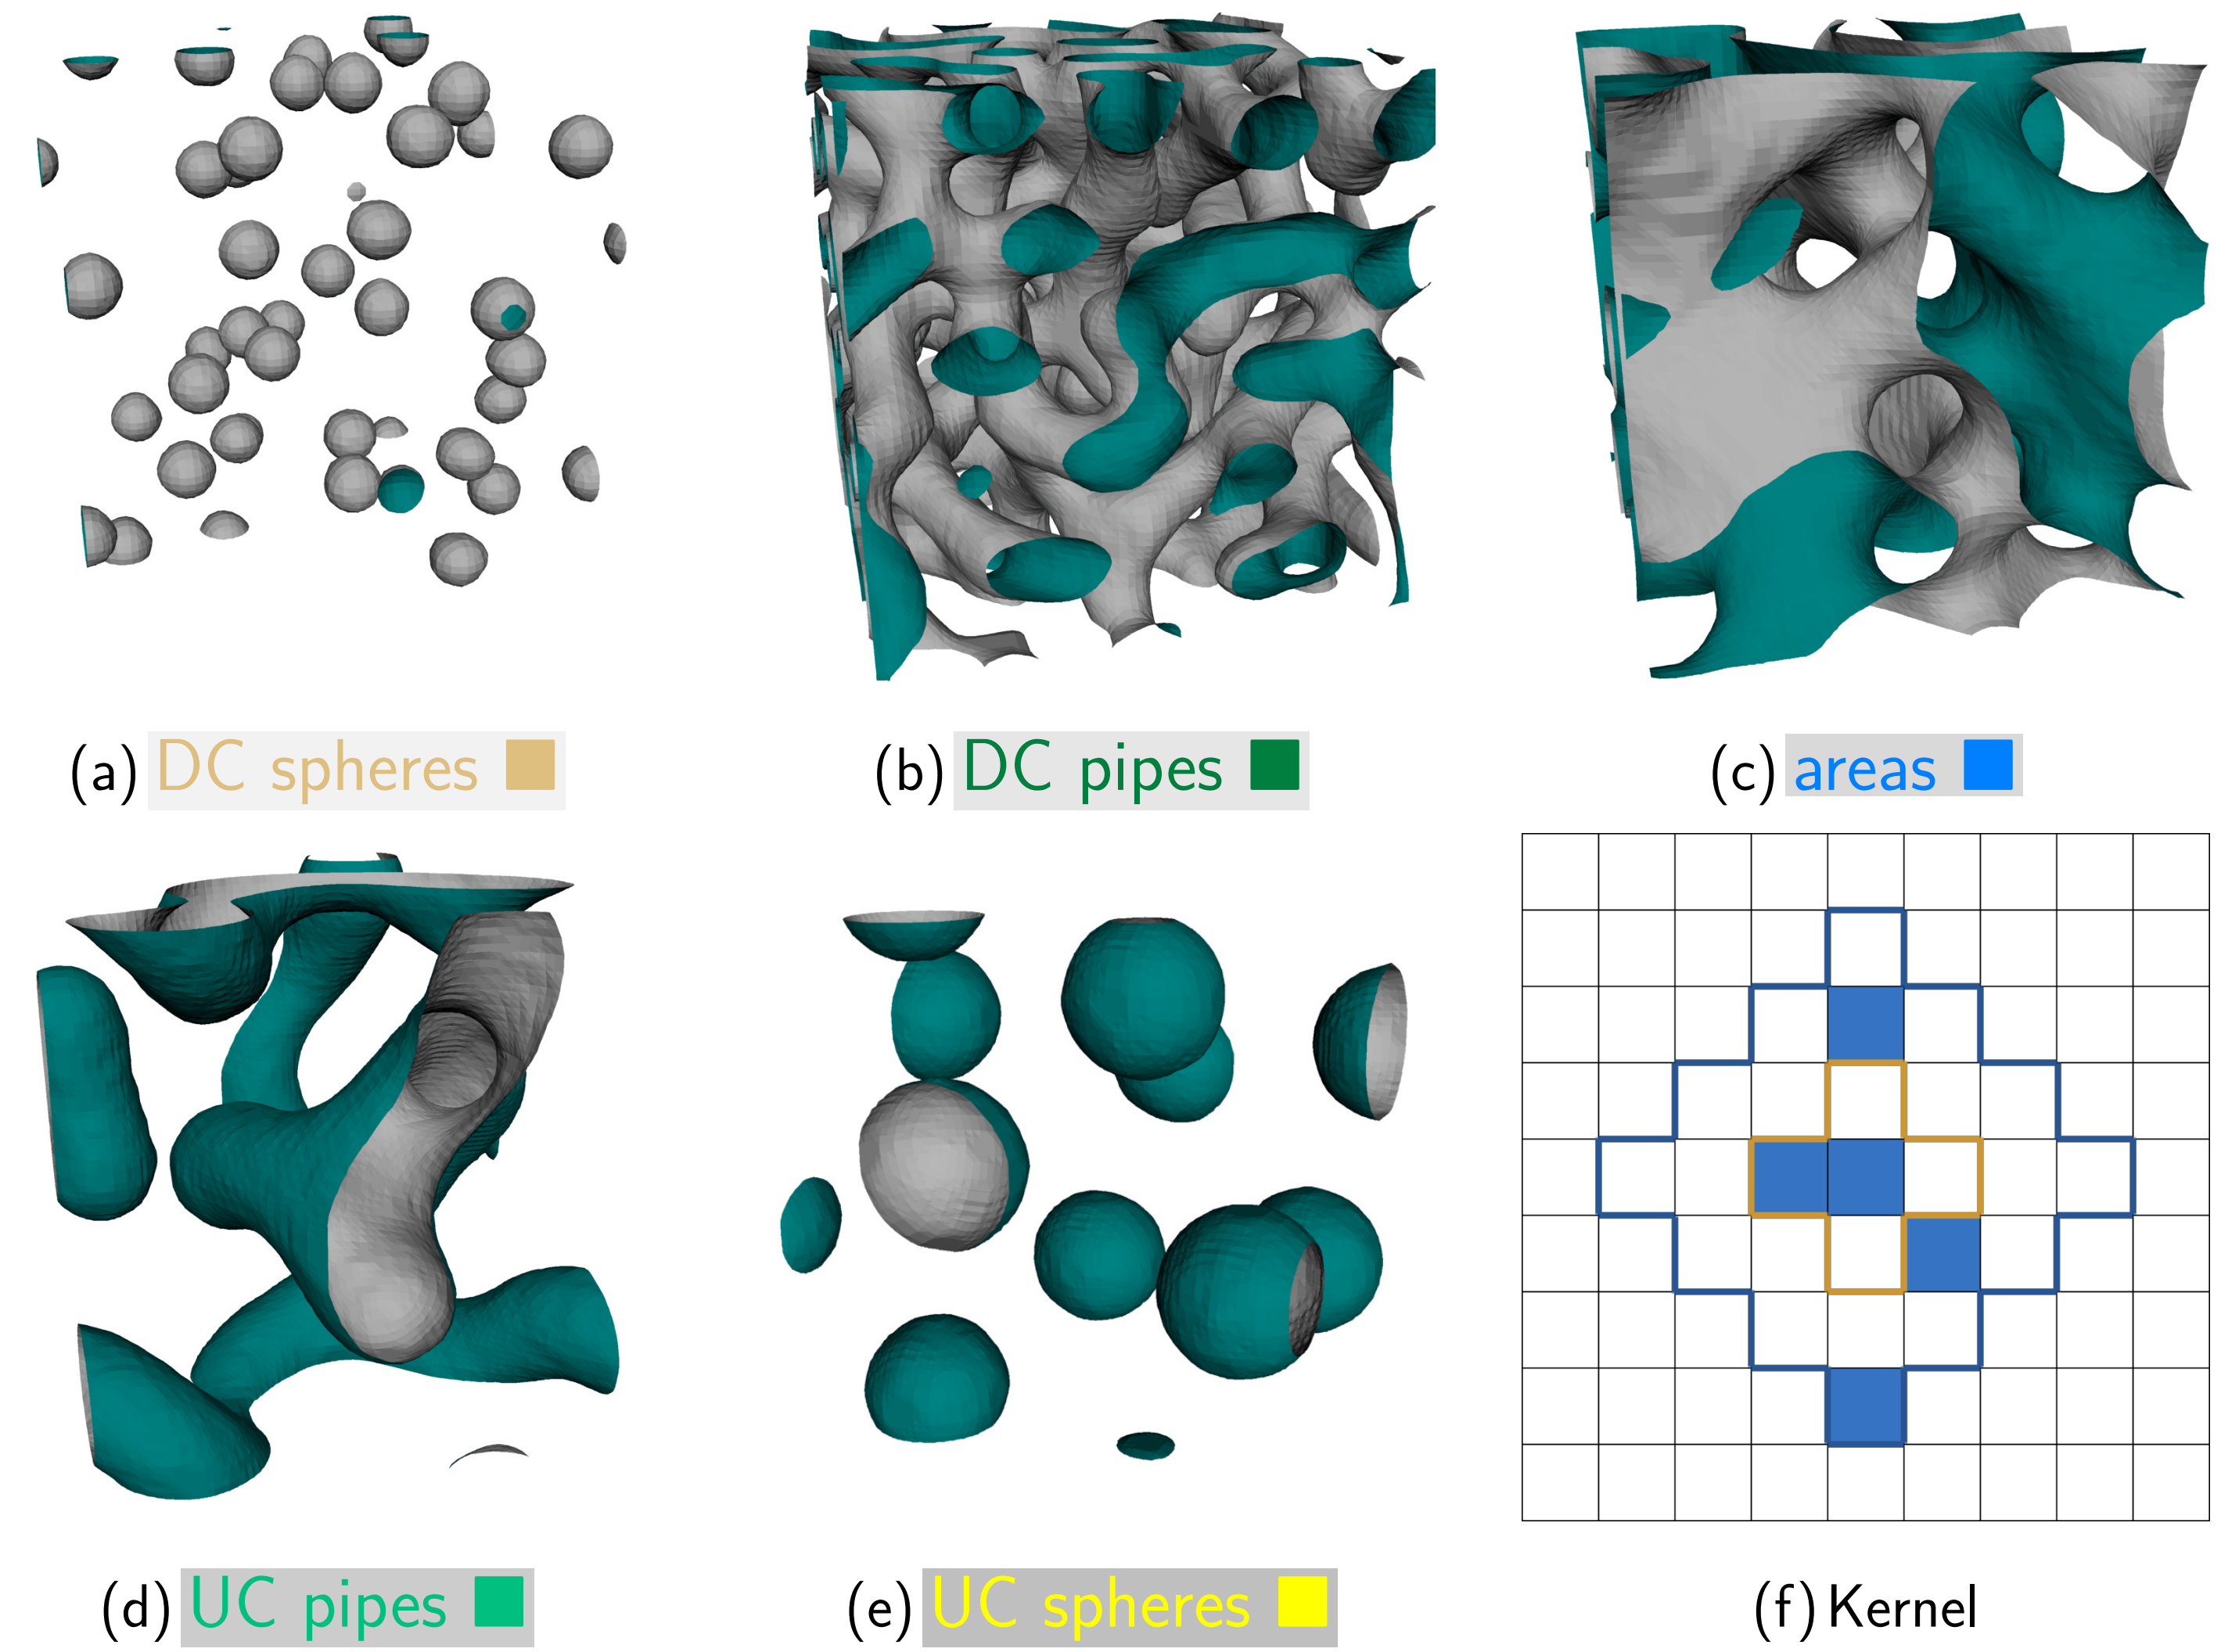 (a) DC spheres
(b) DC pipes
(c) areas
(d) UC pipes
(e) UC spheres
(f) Kernel